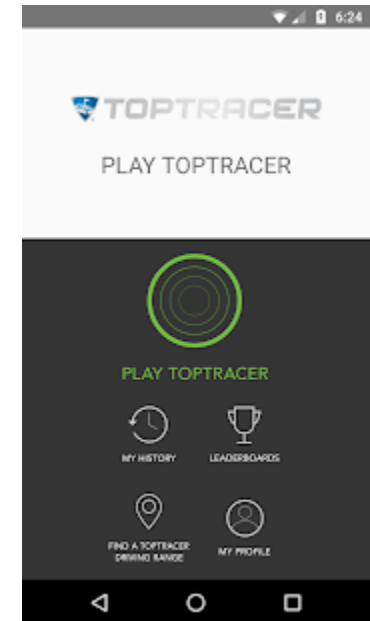 6:24
TOPTRACER
PLAY TOPTRACER
PLAY TOPTRACER
MY HISTORY
LEADERBOARDS
FIND A TOPTRACER
DRIVING RANGE
MY PROFILE